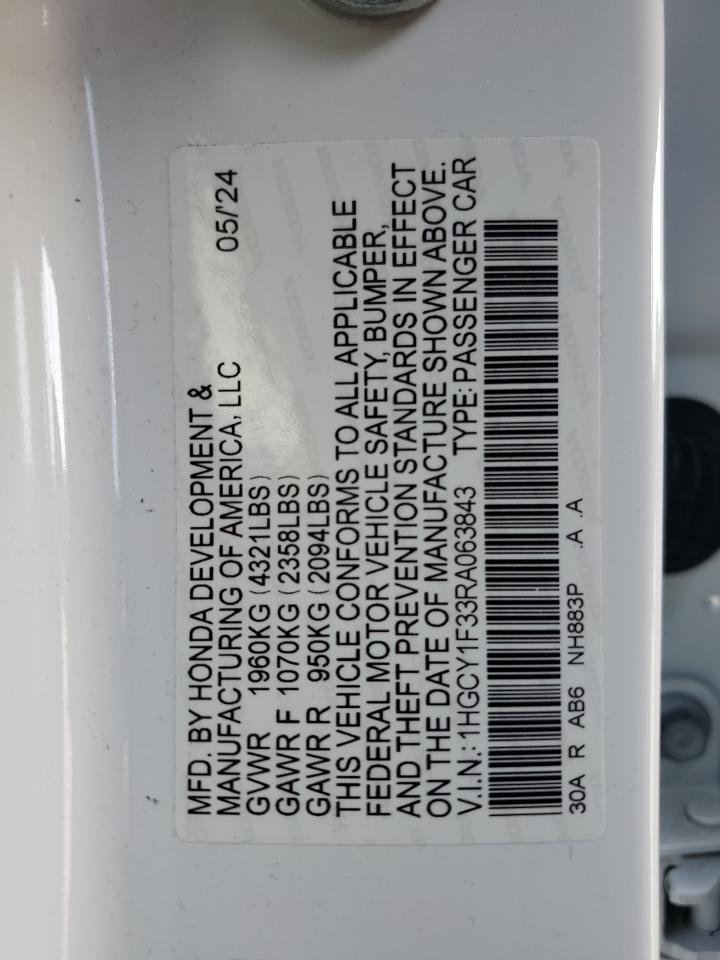 MFD. BY HONDA DEVELOPMENT &
MANUFACTURING OF AMERICA, LLC 05/'24
GVWR 1960KG (4321LBS)
GAWR F 1070KG (2358LBS)
GAWR R 950KG (2094LBS)
THIS VEHICLE CONFORMS TO ALL APPLICABLE
FEDERAL MOTOR VEHICLE SAFETY, BUMPER,
AND THEFT PREVENTION STANDARDS IN EFFECT
ON THE DATE OF MANUFACTURE SHOWN ABOVE.
V.I.N.: 1HGCY1F33RA063843 TYPE: PASSENGER CAR
30A R AB6 NH883P .A .A